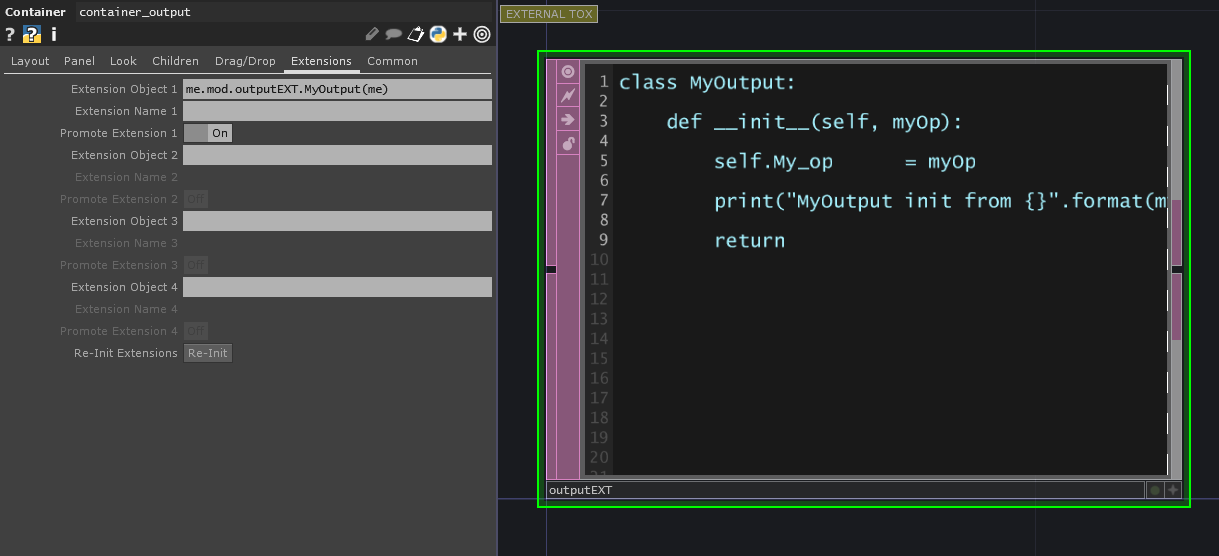 Container container_output
? ? i
Layout Panel Look Children Drag/Drop Extensions Common
Extension Object 1 me.mod.outputEXT.MyOutput(me)
Extension Name 1
Promote Extension 1 On
Extension Object 2
Extension Name 2
Promote Extension 2 Off
Extension Object 3
Extension Name 3
Promote Extension 3 Off
Extension Object 4
Extension Name 4
Promote Extension 4 Off
Re-Init Extensions Re-Init
EXTERNAL TOX
1 class MyOutput:
2
3 def __init__(self, myOp):
4
5 self.My_op = myOp
6
7 print("MyOutput init from {}".format(m
8
9 return
10
11
12
13
14
15
16
17
18
19
20
21
outputEXT